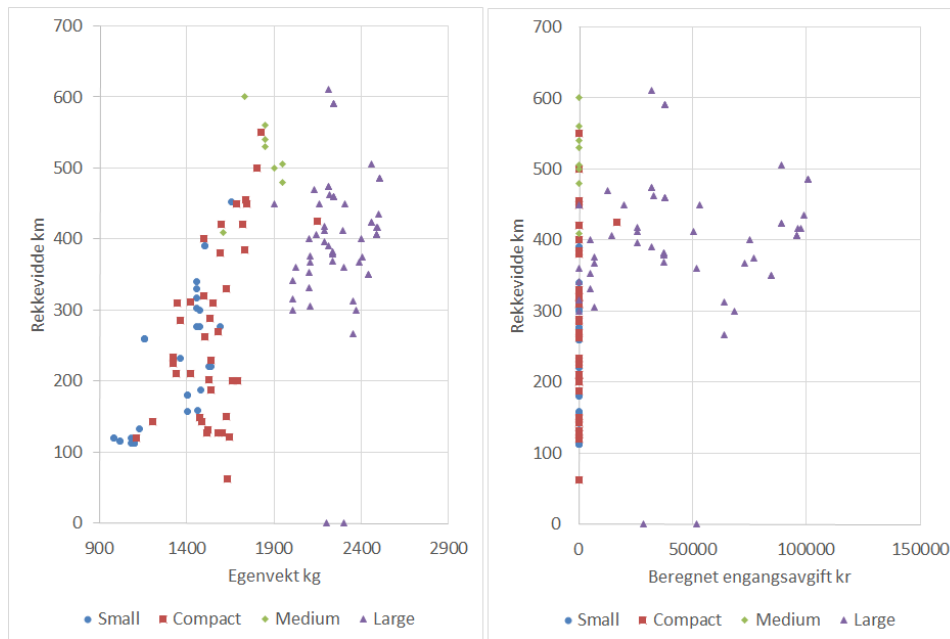 700
600
500
400
300
200
100
0
Rekkevidde km
900 1400 1900 2400 2900
Egenvekt kg
Small Compact Medium Large
700
600
500
400
300
200
100
0
Rekkevidde km
0 50000 100000 150000
Beregnet engangsavgift kr
Small Compact Medium Large